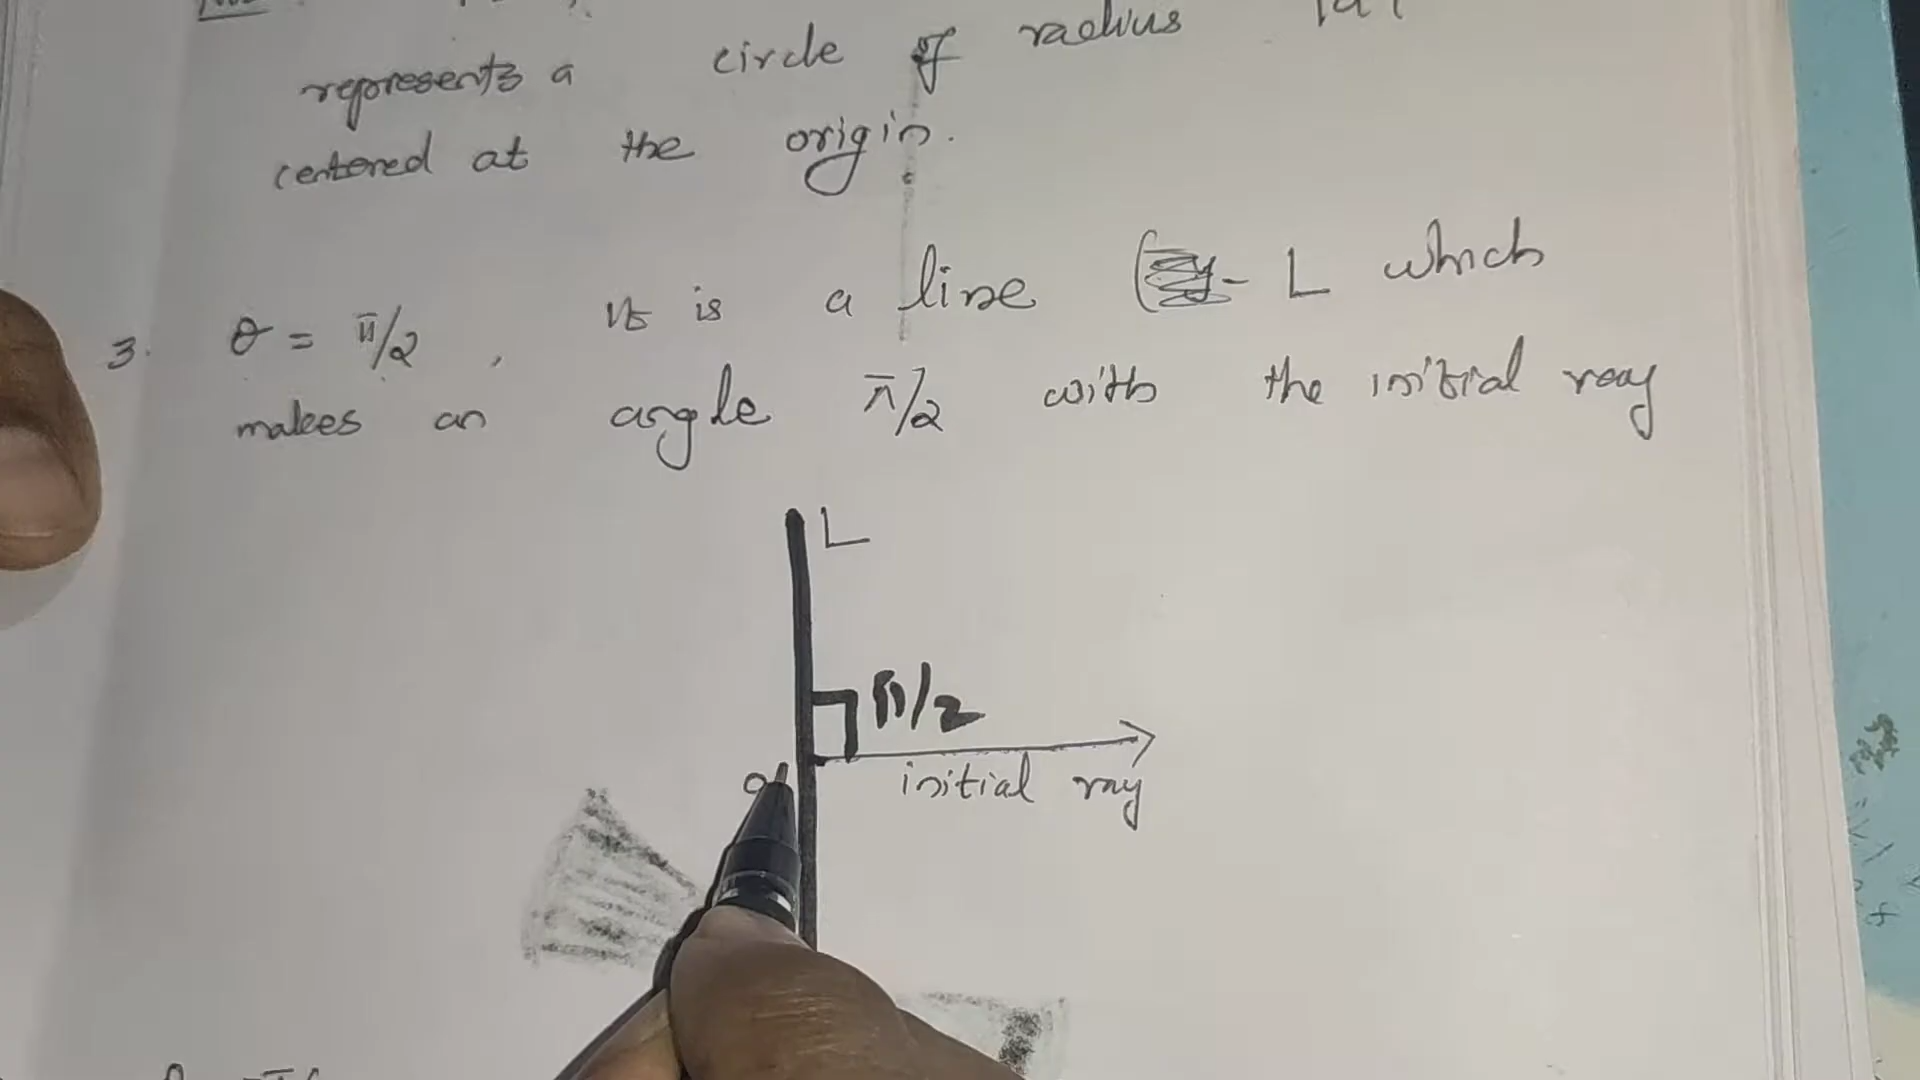 represents a circle of radius |a|
centered at the origin.
3. θ = π/2 , it is a line L which
makes an angle π/2 with the initial ray
L
π/2
O
initial ray